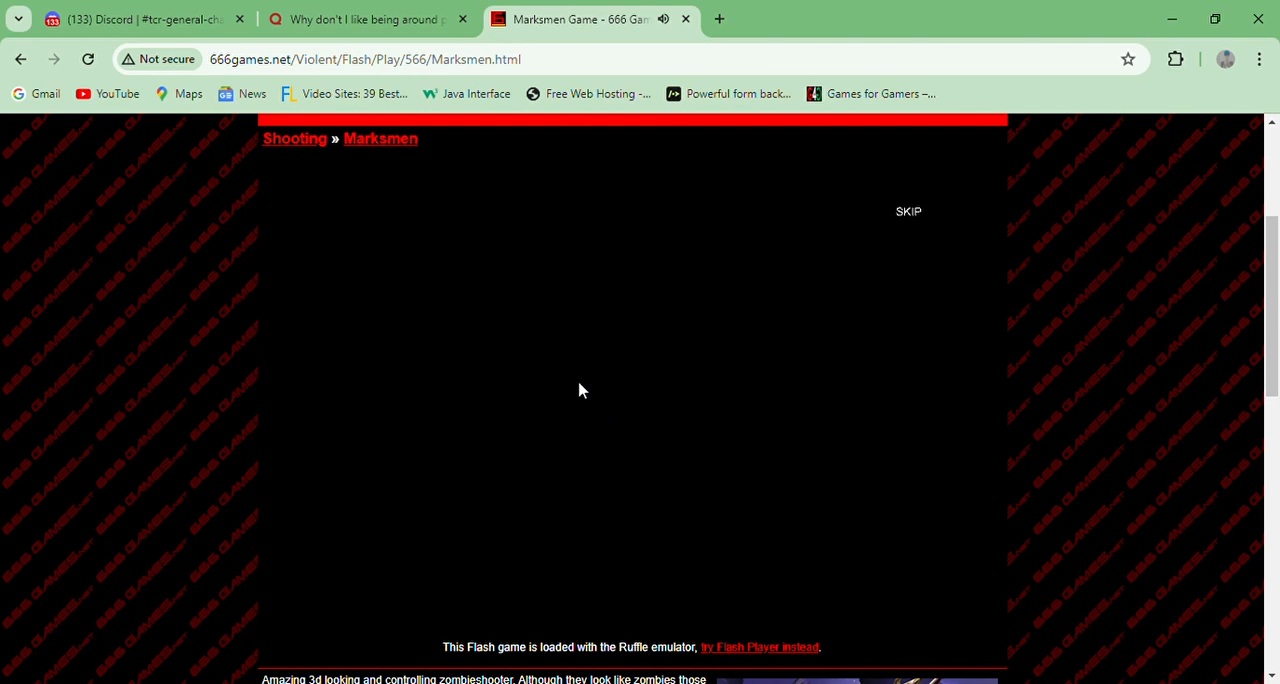 (133) Discord | #tcr-general-cha
Why don't I like being around p
Marksmen Game - 666 Gam
Not secure
666games.net/Violent/Flash/Play/566/Marksmen.html
Gmail
YouTube
Maps
News
Video Sites: 39 Best...
Java Interface
Free Web Hosting -...
Powerful form back...
Games for Gamers –...
Shooting » Marksmen
SKIP
This Flash game is loaded with the Ruffle emulator, try Flash Player instead.
Amazing 3d looking and controlling zombieshooter. Although they look like zombies those